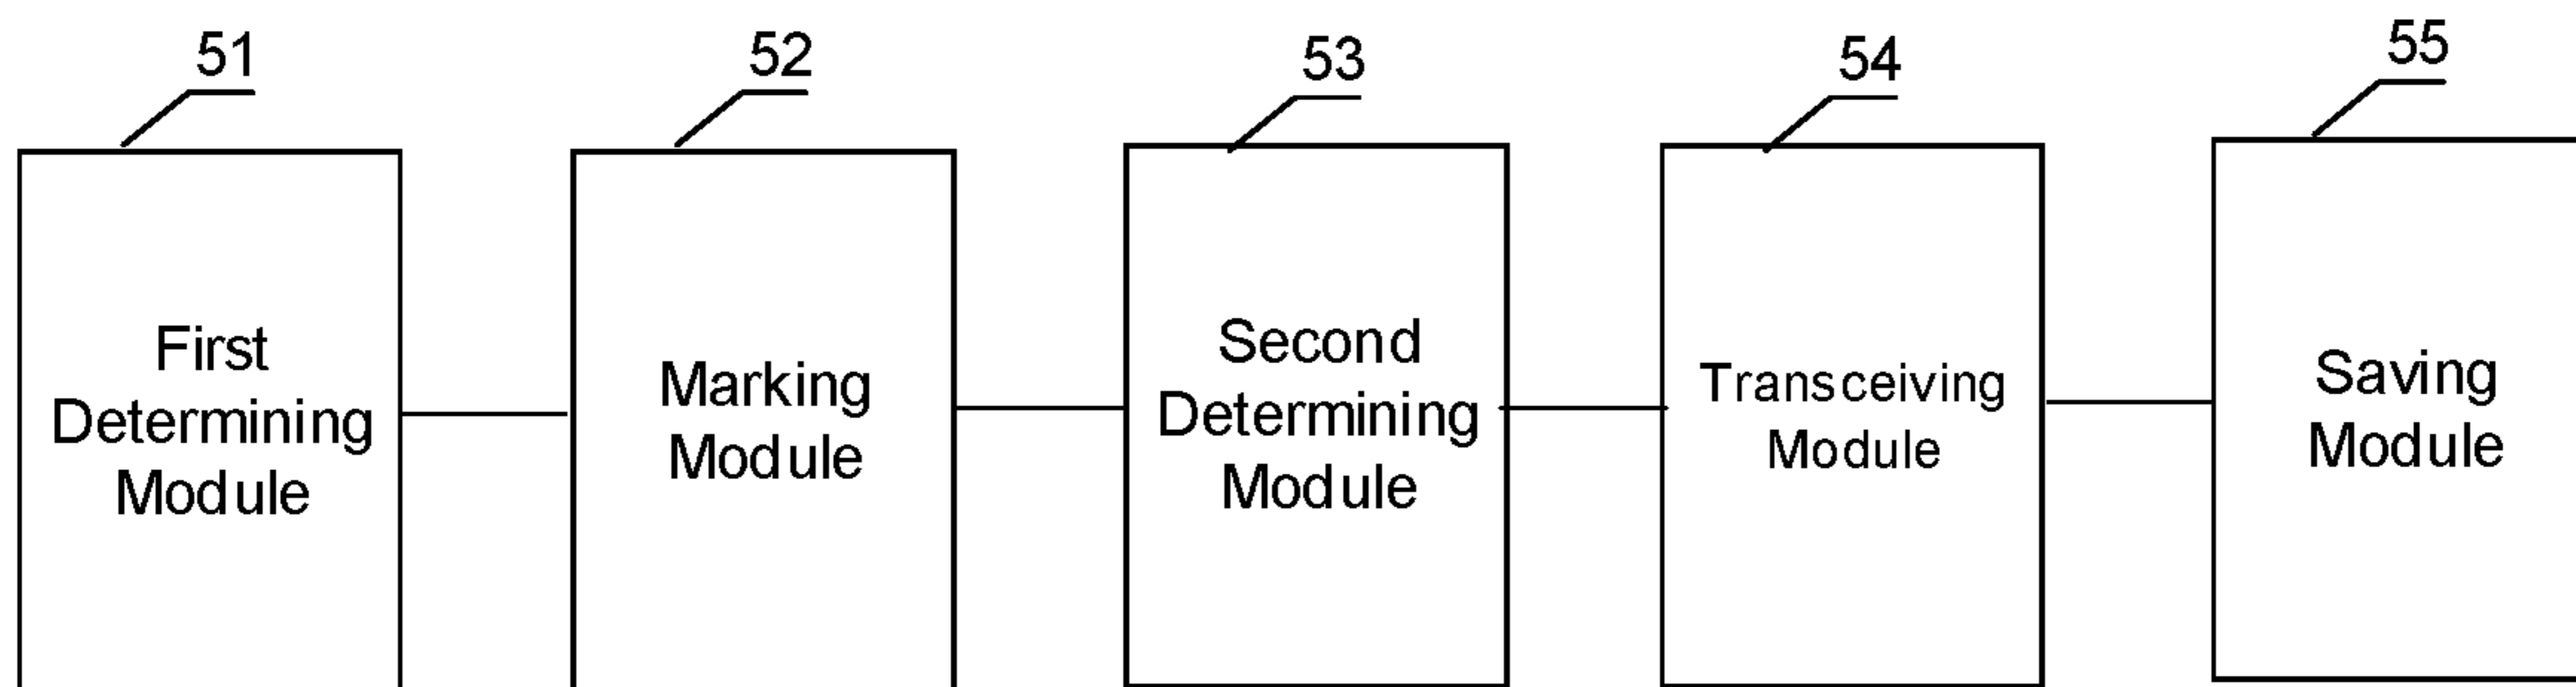 51
52
53
54
55
First
Determining
Module
Marking
Module
Second
Determining
Module
Transceiving
Module
Saving
Module